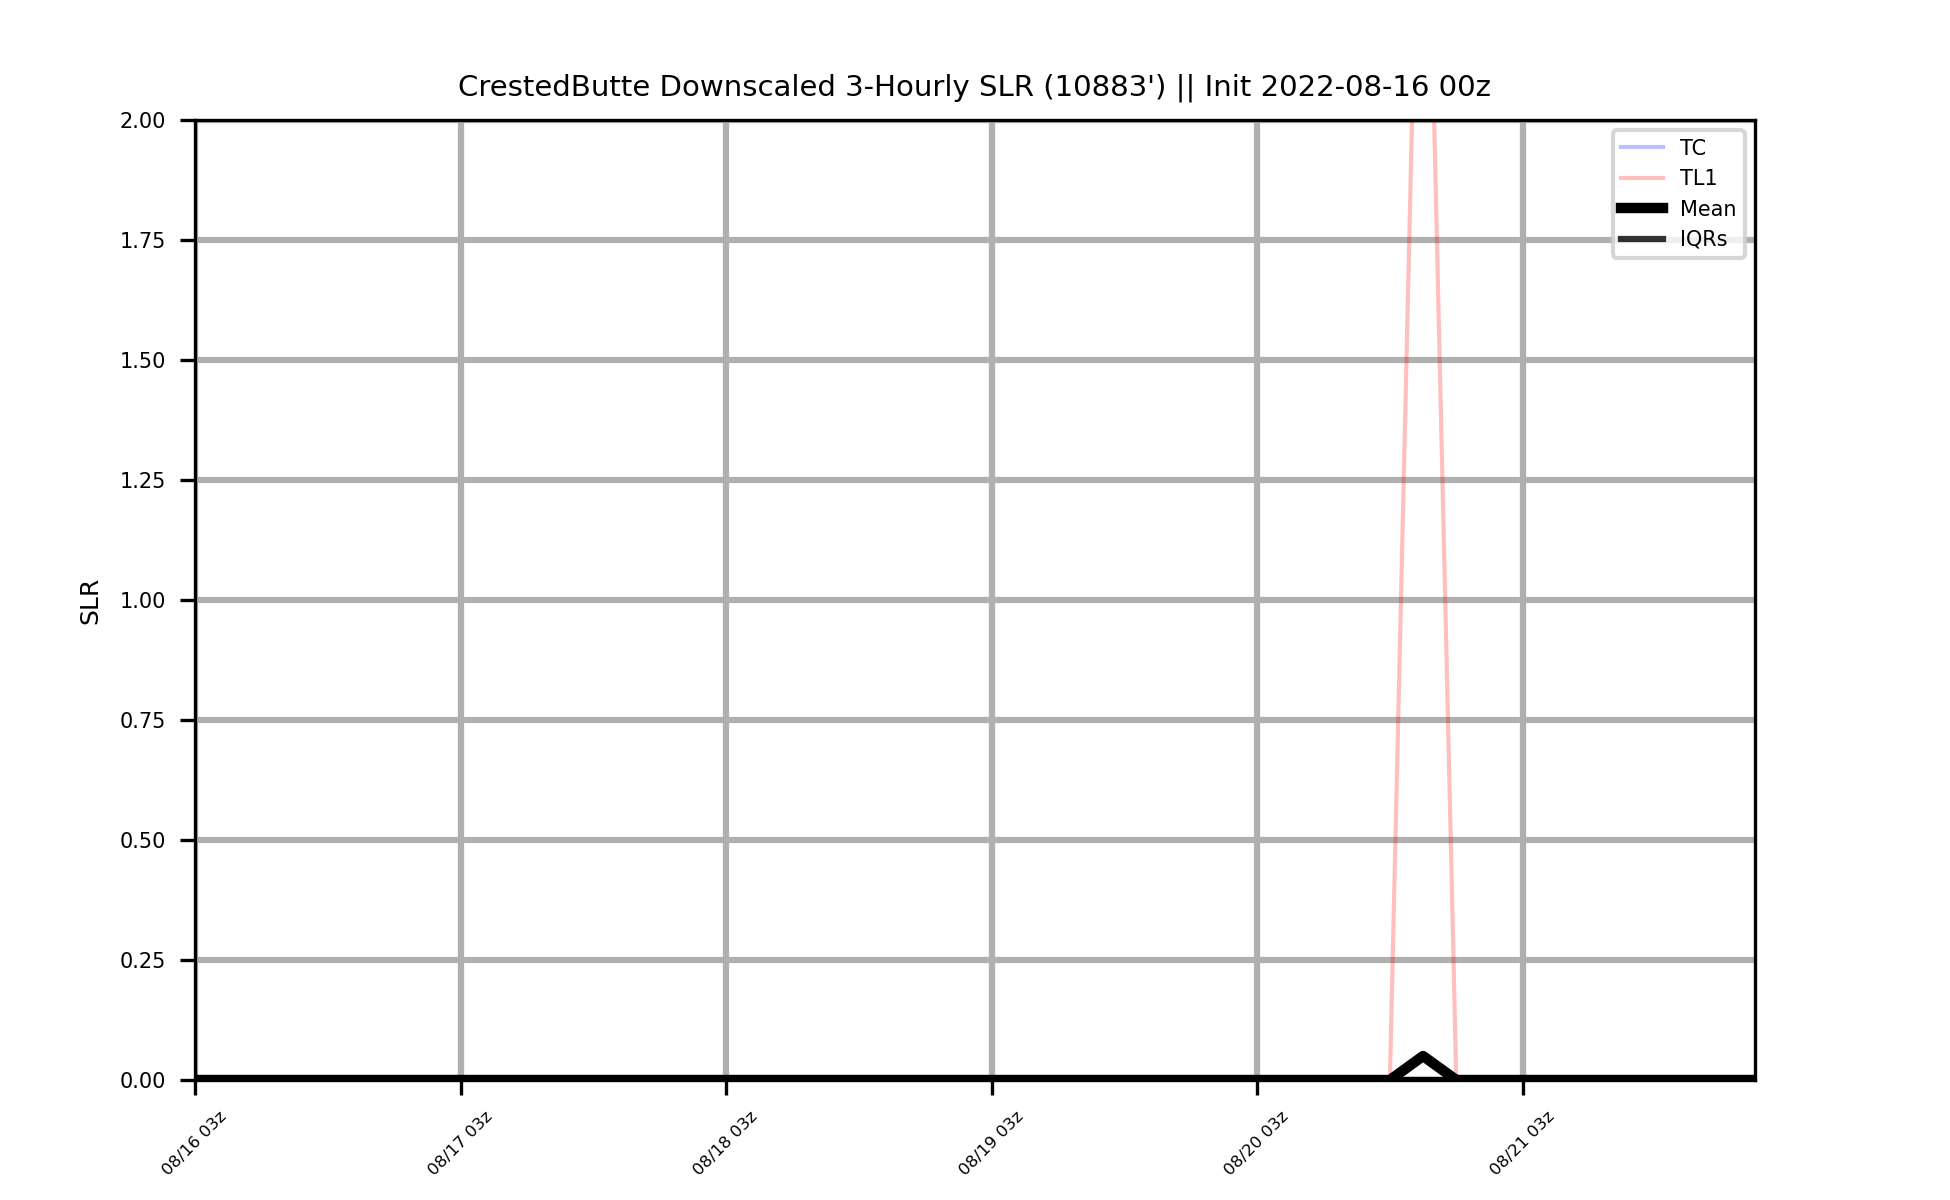 CrestedButte Downscaled 3-Hourly SLR (10883') || Init 2022-08-16 00z
2.00
1.75
1.50
1.25
1.00
0.75
0.50
0.25
0.00
SLR
TC
TL1
Mean
IQRs
08/16 03z
08/17 03z
08/18 03z
08/19 03z
08/20 03z
08/21 03z